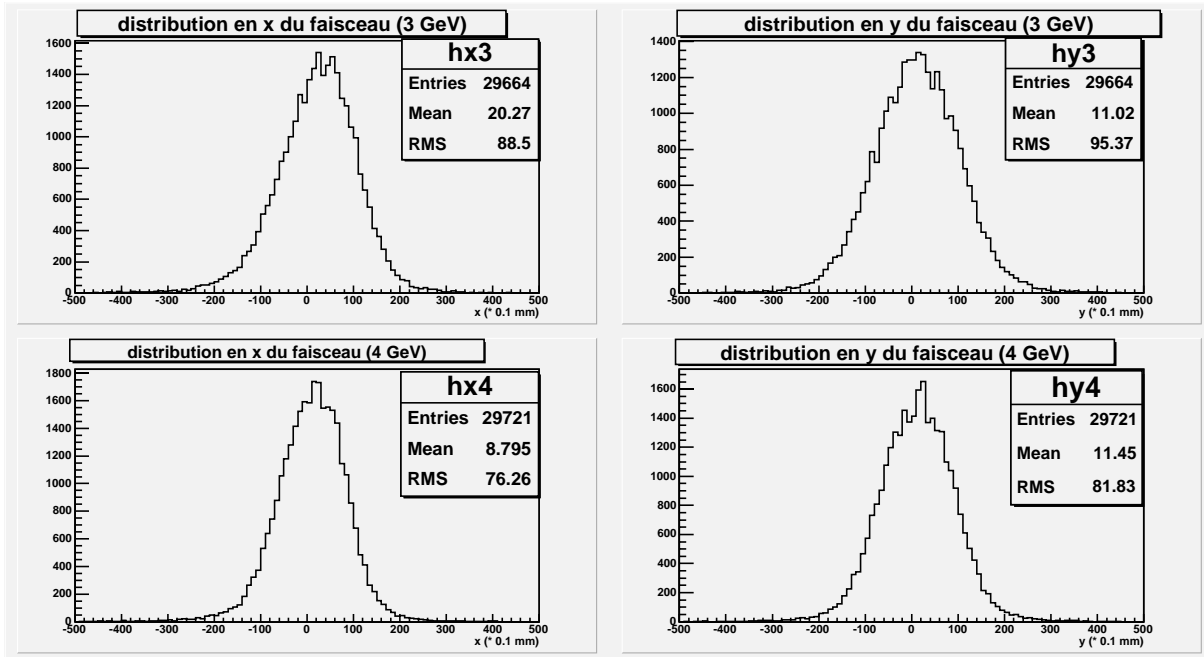 distribution en x du faisceau (3 GeV)
hx3
Entries 29664
Mean 20.27
RMS 88.5
1600
1400
1200
1000
800
600
400
200
0
-500 -400 -300 -200 -100 0 100 200 300 400 500
x (* 0.1 mm)
distribution en y du faisceau (3 GeV)
hy3
Entries 29664
Mean 11.02
RMS 95.37
1400
1200
1000
800
600
400
200
0
-500 -400 -300 -200 -100 0 100 200 300 400 500
y (* 0.1 mm)
distribution en x du faisceau (4 GeV)
hx4
Entries 29721
Mean 8.795
RMS 76.26
1800
1600
1400
1200
1000
800
600
400
200
0
-500 -400 -300 -200 -100 0 100 200 300 400 500
x (* 0.1 mm)
distribution en y du faisceau (4 GeV)
hy4
Entries 29721
Mean 11.45
RMS 81.83
1600
1400
1200
1000
800
600
400
200
0
-500 -400 -300 -200 -100 0 100 200 300 400 500
y (* 0.1 mm)